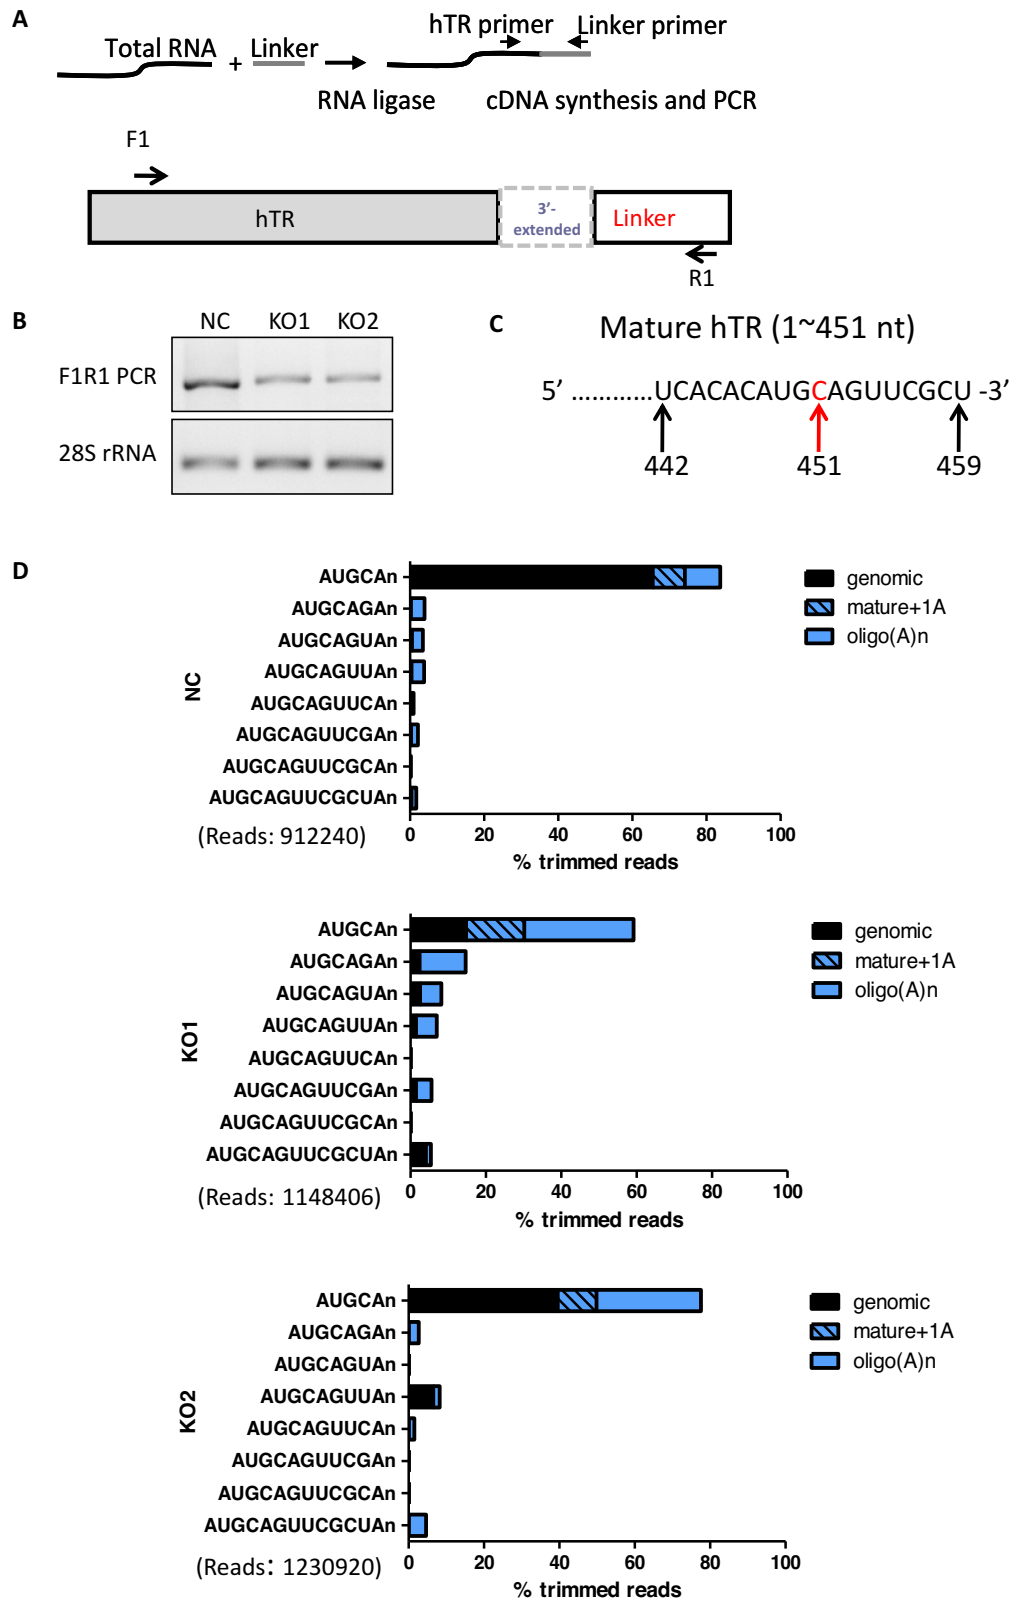 A
Total RNA + Linker
RNA ligase
hTR primer
Linker primer
cDNA synthesis and PCR
F1
hTR
3’-
extended
Linker
R1
B
NC KO1 KO2
F1R1 PCR
28S rRNA
C
Mature hTR (1~451 nt)
5’ …………UCACACAUGCAGUUCGCU -3’
442 451 459
D
NC
AUGCAn
AUGCAGAn
AUGCAGUAn
AUGCAGUUAn
AUGCAGUUCAn
AUGCAGUUCGAn
AUGCAGUUCGCAn
AUGCAGUUCGCUAn
(Reads: 912240)
0 20 40 60 80 100
% trimmed reads
genomic
mature+1A
oligo(A)n
KO1
AUGCAn
AUGCAGAn
AUGCAGUAn
AUGCAGUUAn
AUGCAGUUCAn
AUGCAGUUCGAn
AUGCAGUUCGCAn
AUGCAGUUCGCUAn
(Reads: 1148406)
0 20 40 60 80 100
% trimmed reads
genomic
mature+1A
oligo(A)n
KO2
AUGCAn
AUGCAGAn
AUGCAGUAn
AUGCAGUUAn
AUGCAGUUCAn
AUGCAGUUCGAn
AUGCAGUUCGCAn
AUGCAGUUCGCUAn
(Reads: 1230920)
0 20 40 60 80 100
% trimmed reads
genomic
mature+1A
oligo(A)n